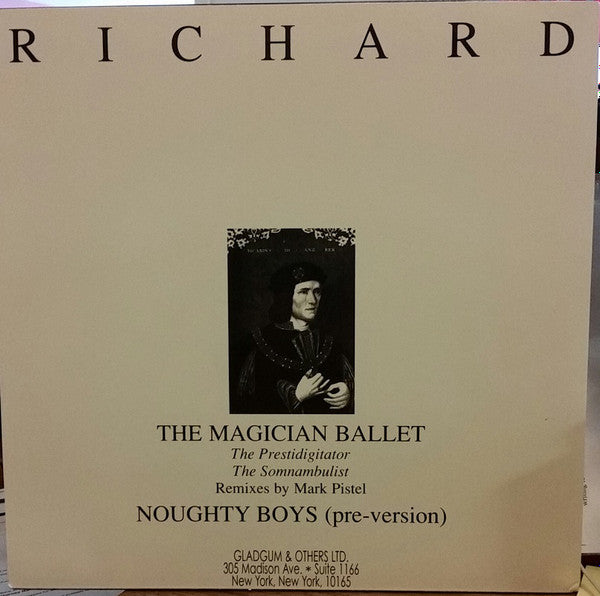 RICHARD
THE MAGICIAN BALLET
The Prestidigitator
The Somnambulist
Remixes by Mark Pistel
NOUGHTY BOYS (pre-version)
GLADGUM & OTHERS LTD.
305 Madison Ave. * Suite 1166
New York, New York, 10165